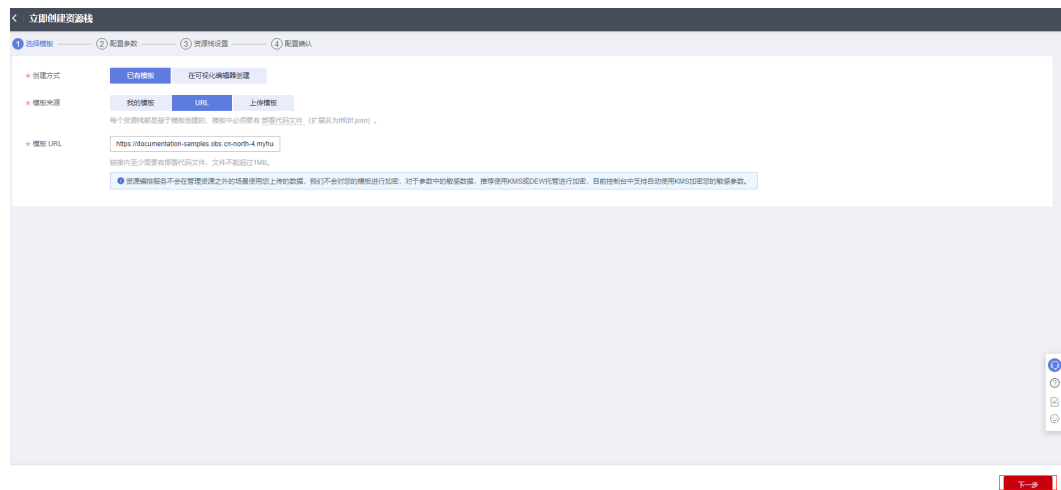 立即创建资源栈
1 选择模板 2 配置参数 3 资源栈设置 4 配置确认
* 创建方式 已有模板 在可视化编辑器创建
* 模板来源 我的模板 URL 上传模板
每个资源栈都是基于模板创建的，模板中必须要有 部署代码文件（扩展名为tf和tf.json）。
* 模板 URL https://documentation-samples.obs.cn-north-4.myhu
链接内至少需要有部署代码文件，文件不能超过1MB。
资源编排服务不会在管理资源之外的场景使用您上传的数据，我们不会对您的模板进行加密，对于参数中的敏感数据，推荐使用KMS或DEW托管进行加密，目前控制台中支持自动使用KMS加密您的敏感参数。
下一步